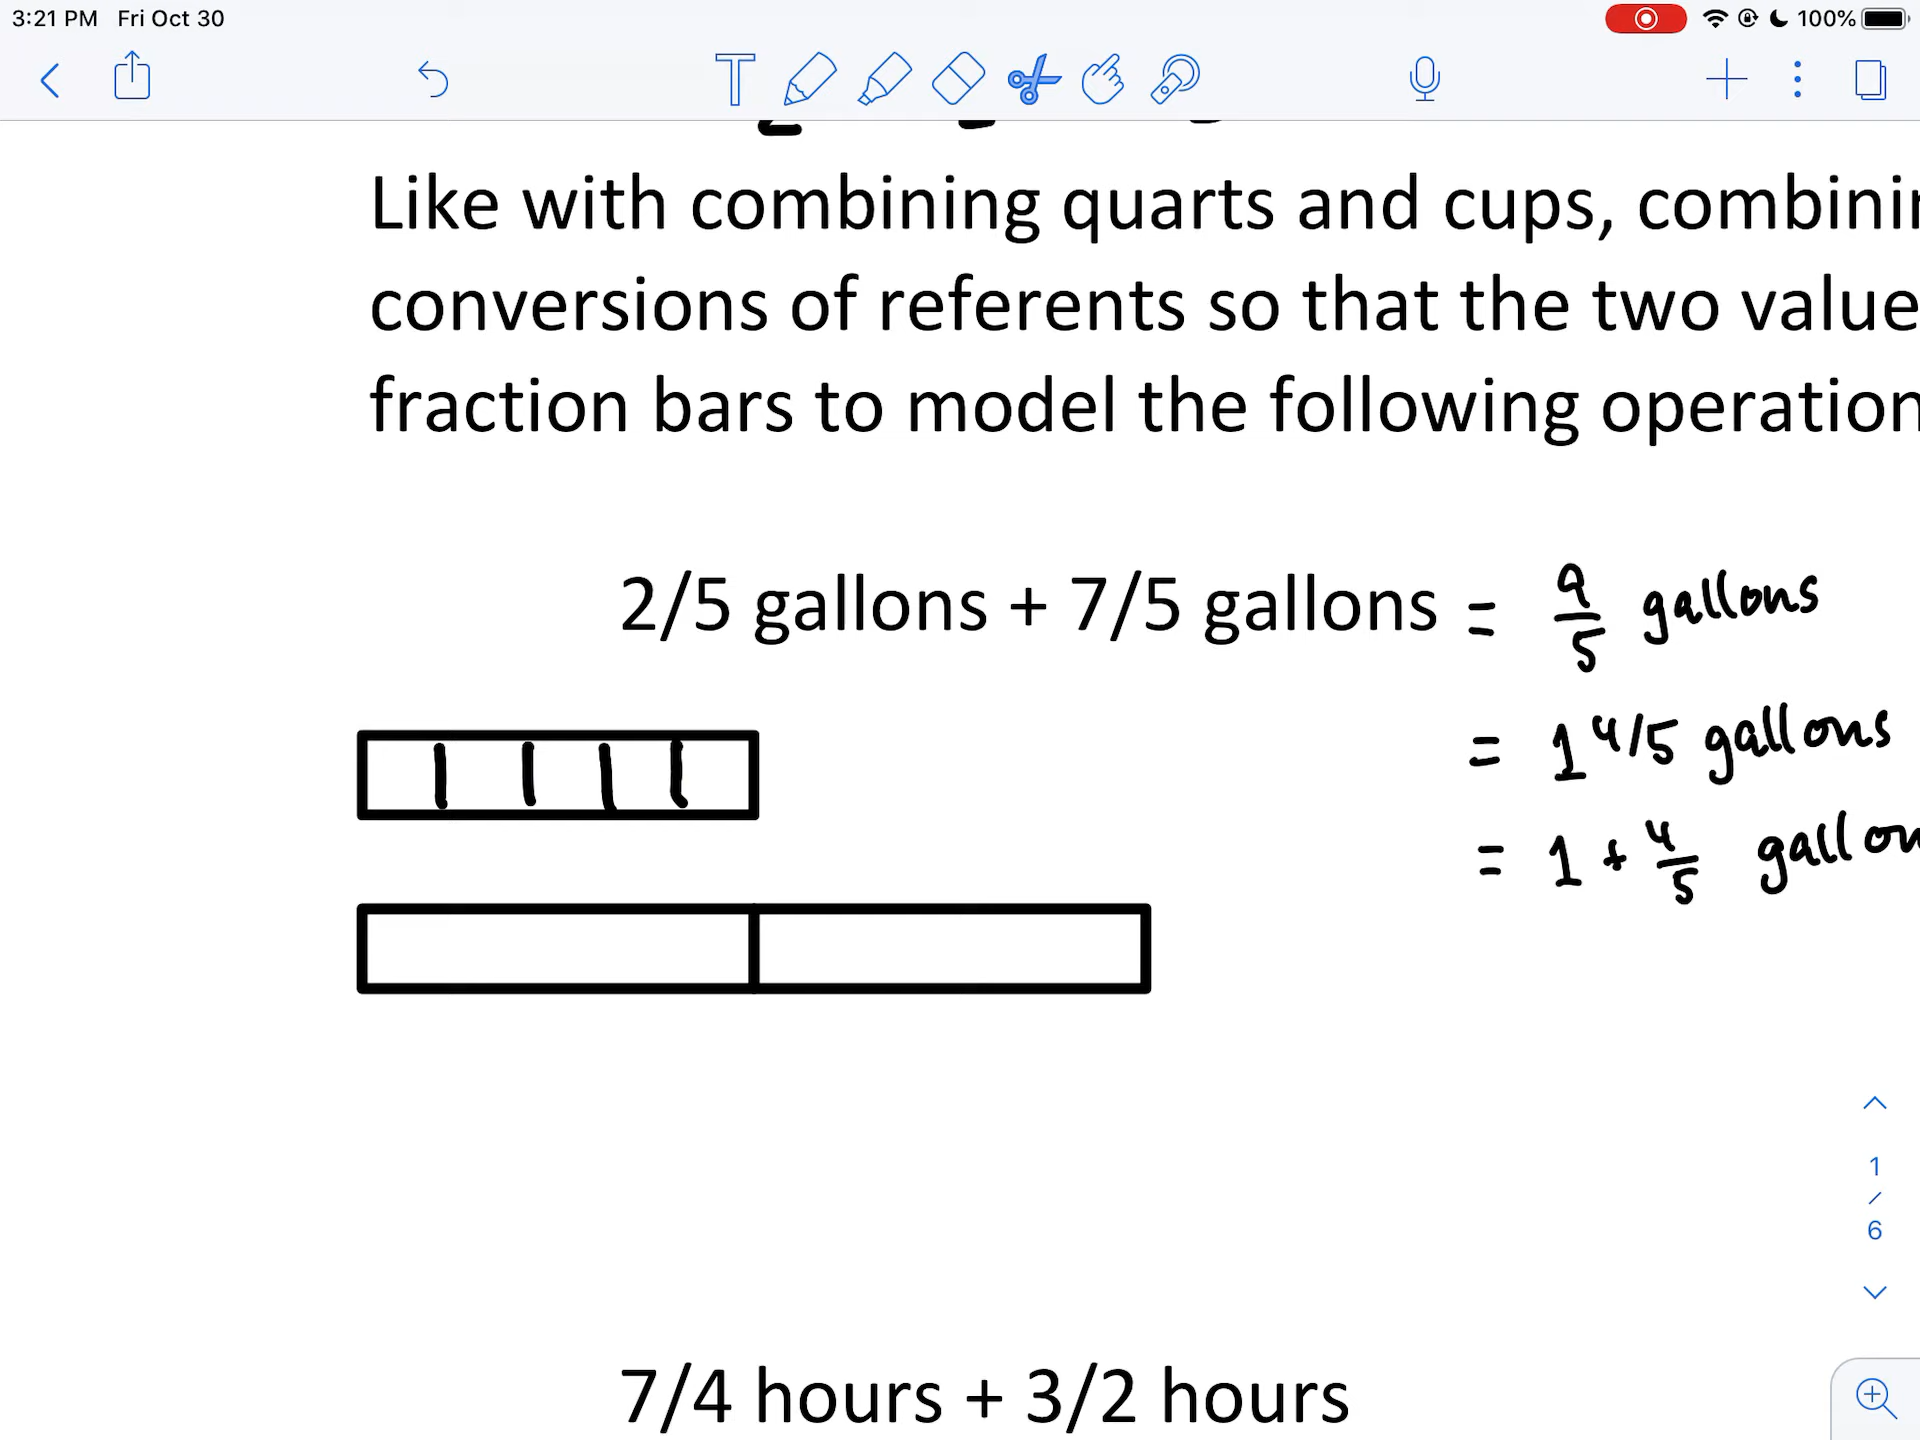 3:21 PM Fri Oct 30 100%
Like with combining quarts and cups, combinin
conversions of referents so that the two value
fraction bars to model the following operation
2/5 gallons + 7/5 gallons = 9/5 gallons
= 1 4/5 gallons
= 1 + 4/5 gallon
1
/
6
7/4 hours + 3/2 hours